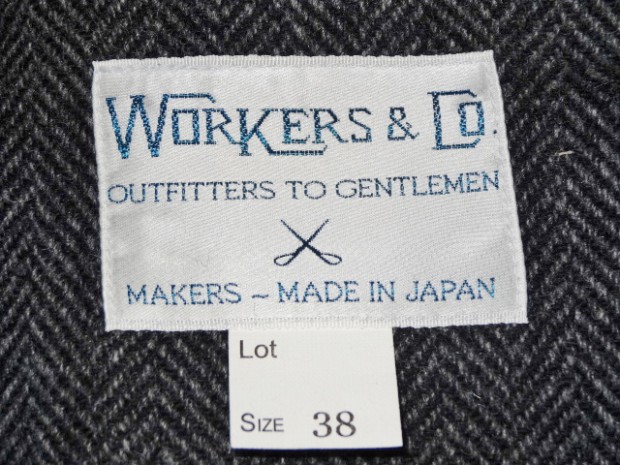 WORKERS & CO.
OUTFITTERS TO GENTLEMEN
MAKERS ~ MADE IN JAPAN
Lot
SIZE 38